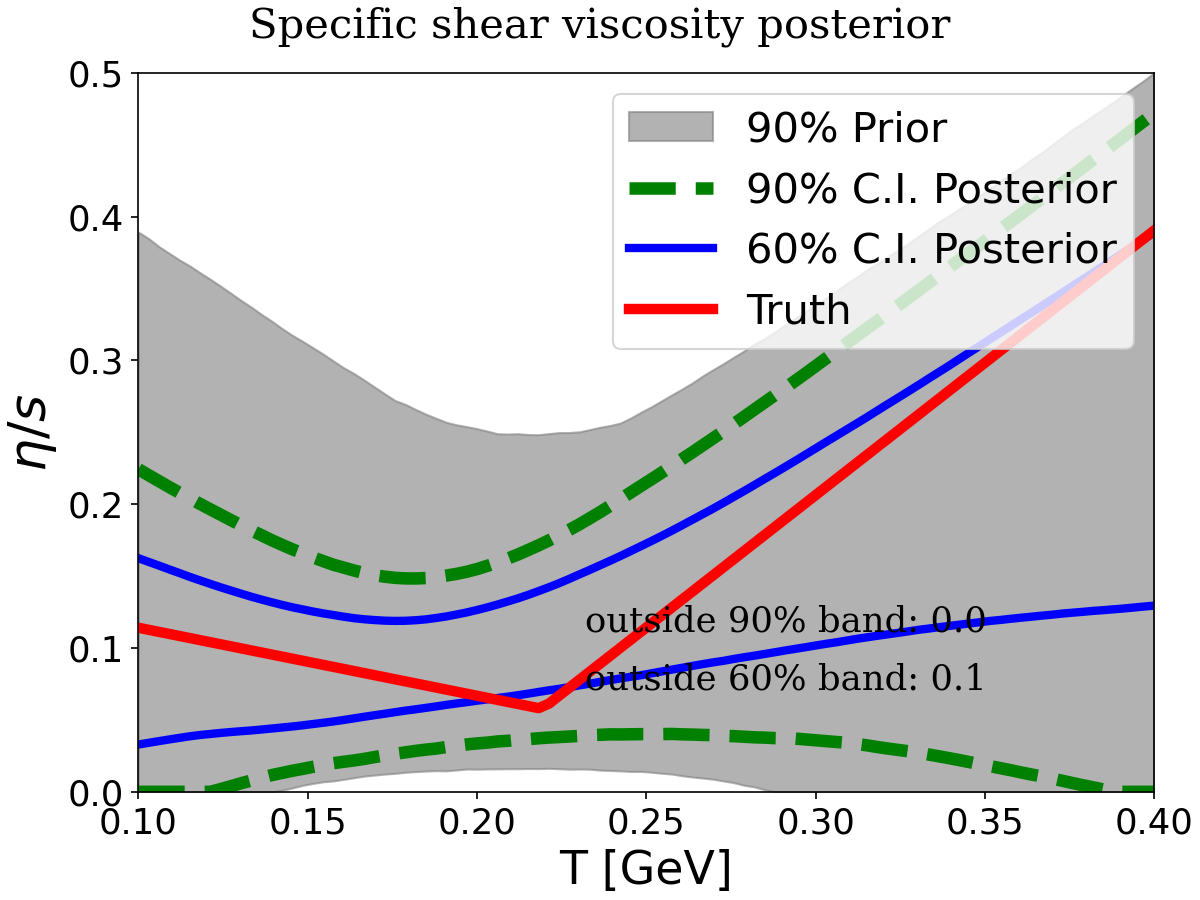 Specific shear viscosity posterior
0.5
0.4
0.3
0.2
0.1
0.0
η/s
90% Prior
90% C.I. Posterior
60% C.I. Posterior
Truth
outside 90% band: 0.0
outside 60% band: 0.1
0.10 0.15 0.20 0.25 0.30 0.35 0.40
T [GeV]